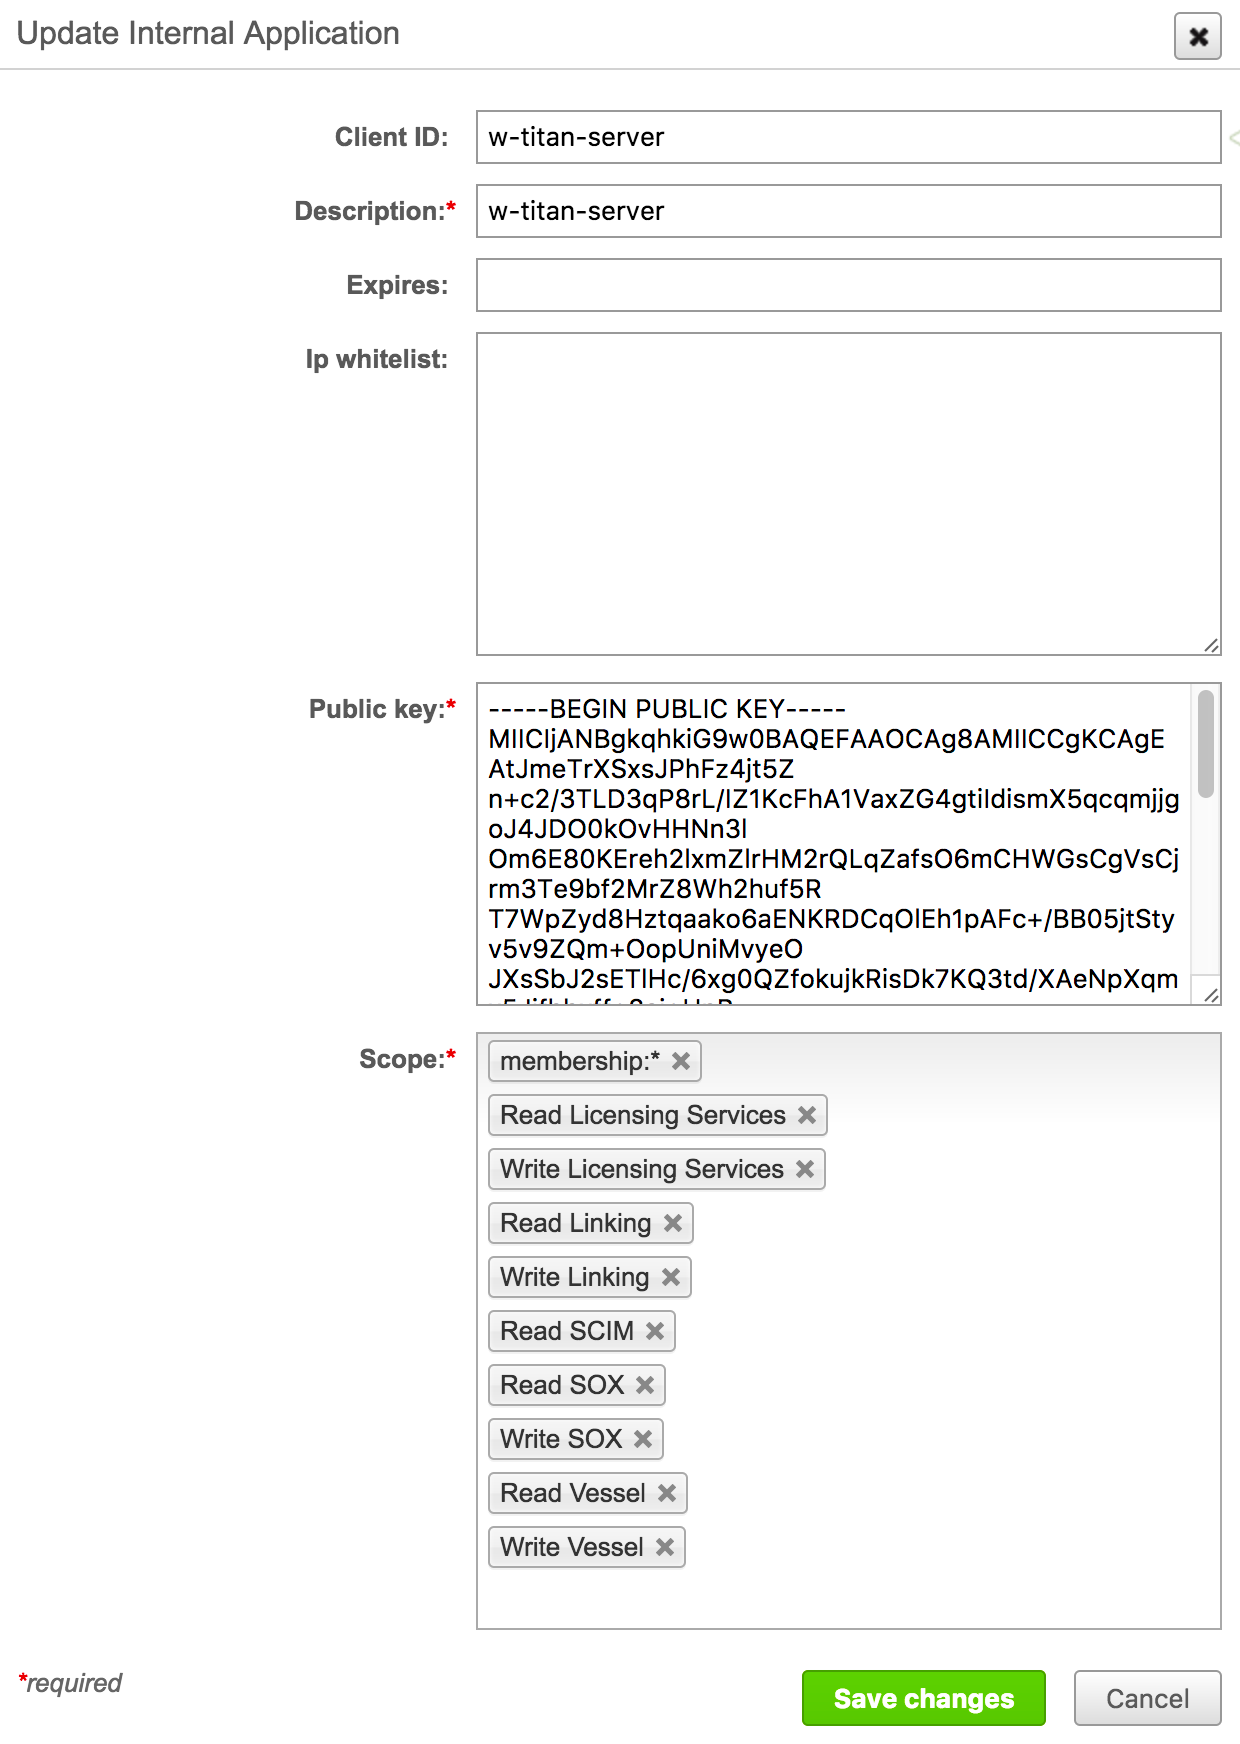 Update Internal Application
Client ID: w-titan-server
Description:* w-titan-server
Expires:
Ip whitelist:
Public key:* -----BEGIN PUBLIC KEY-----
MIICIjANBgkqhkiG9w0BAQEFAAOCAg8AMIICCgKCAgE
AtJmeTrXSxsJPhFz4jt5Z
n+c2/3TLD3qP8rL/IZ1KcFhA1VaxZG4gtiIdismX5qcqmjjg
oJ4JDO0kOvHHNn3l
Om6E80KEreh2lxmZlrHM2rQLqZafsO6mCHWGsCgVsCj
rm3Te9bf2MrZ8Wh2huf5R
T7WpZyd8Hztqaako6aENKRDCqOlEh1pAFc+/BB05jtSty
v5v9ZQm+OopUniMvyeO
JXsSbJ2sETlHc/6xg0QZfokujkRisDk7KQ3td/XAeNpXqm
Scope:* membership:*
Read Licensing Services
Write Licensing Services
Read Linking
Write Linking
Read SCIM
Read SOX
Write SOX
Read Vessel
Write Vessel
*required
Save changes
Cancel